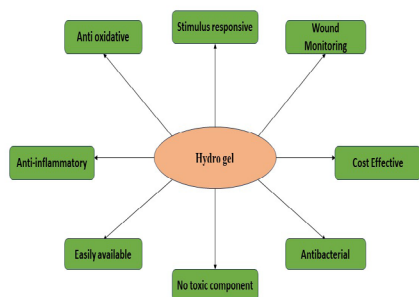 Stimulus responsive
Anti oxidative
Wound
Monitoring
Anti-inflammatory
Hydro gel
Cost Effective
Easily available
Antibacterial
No toxic component